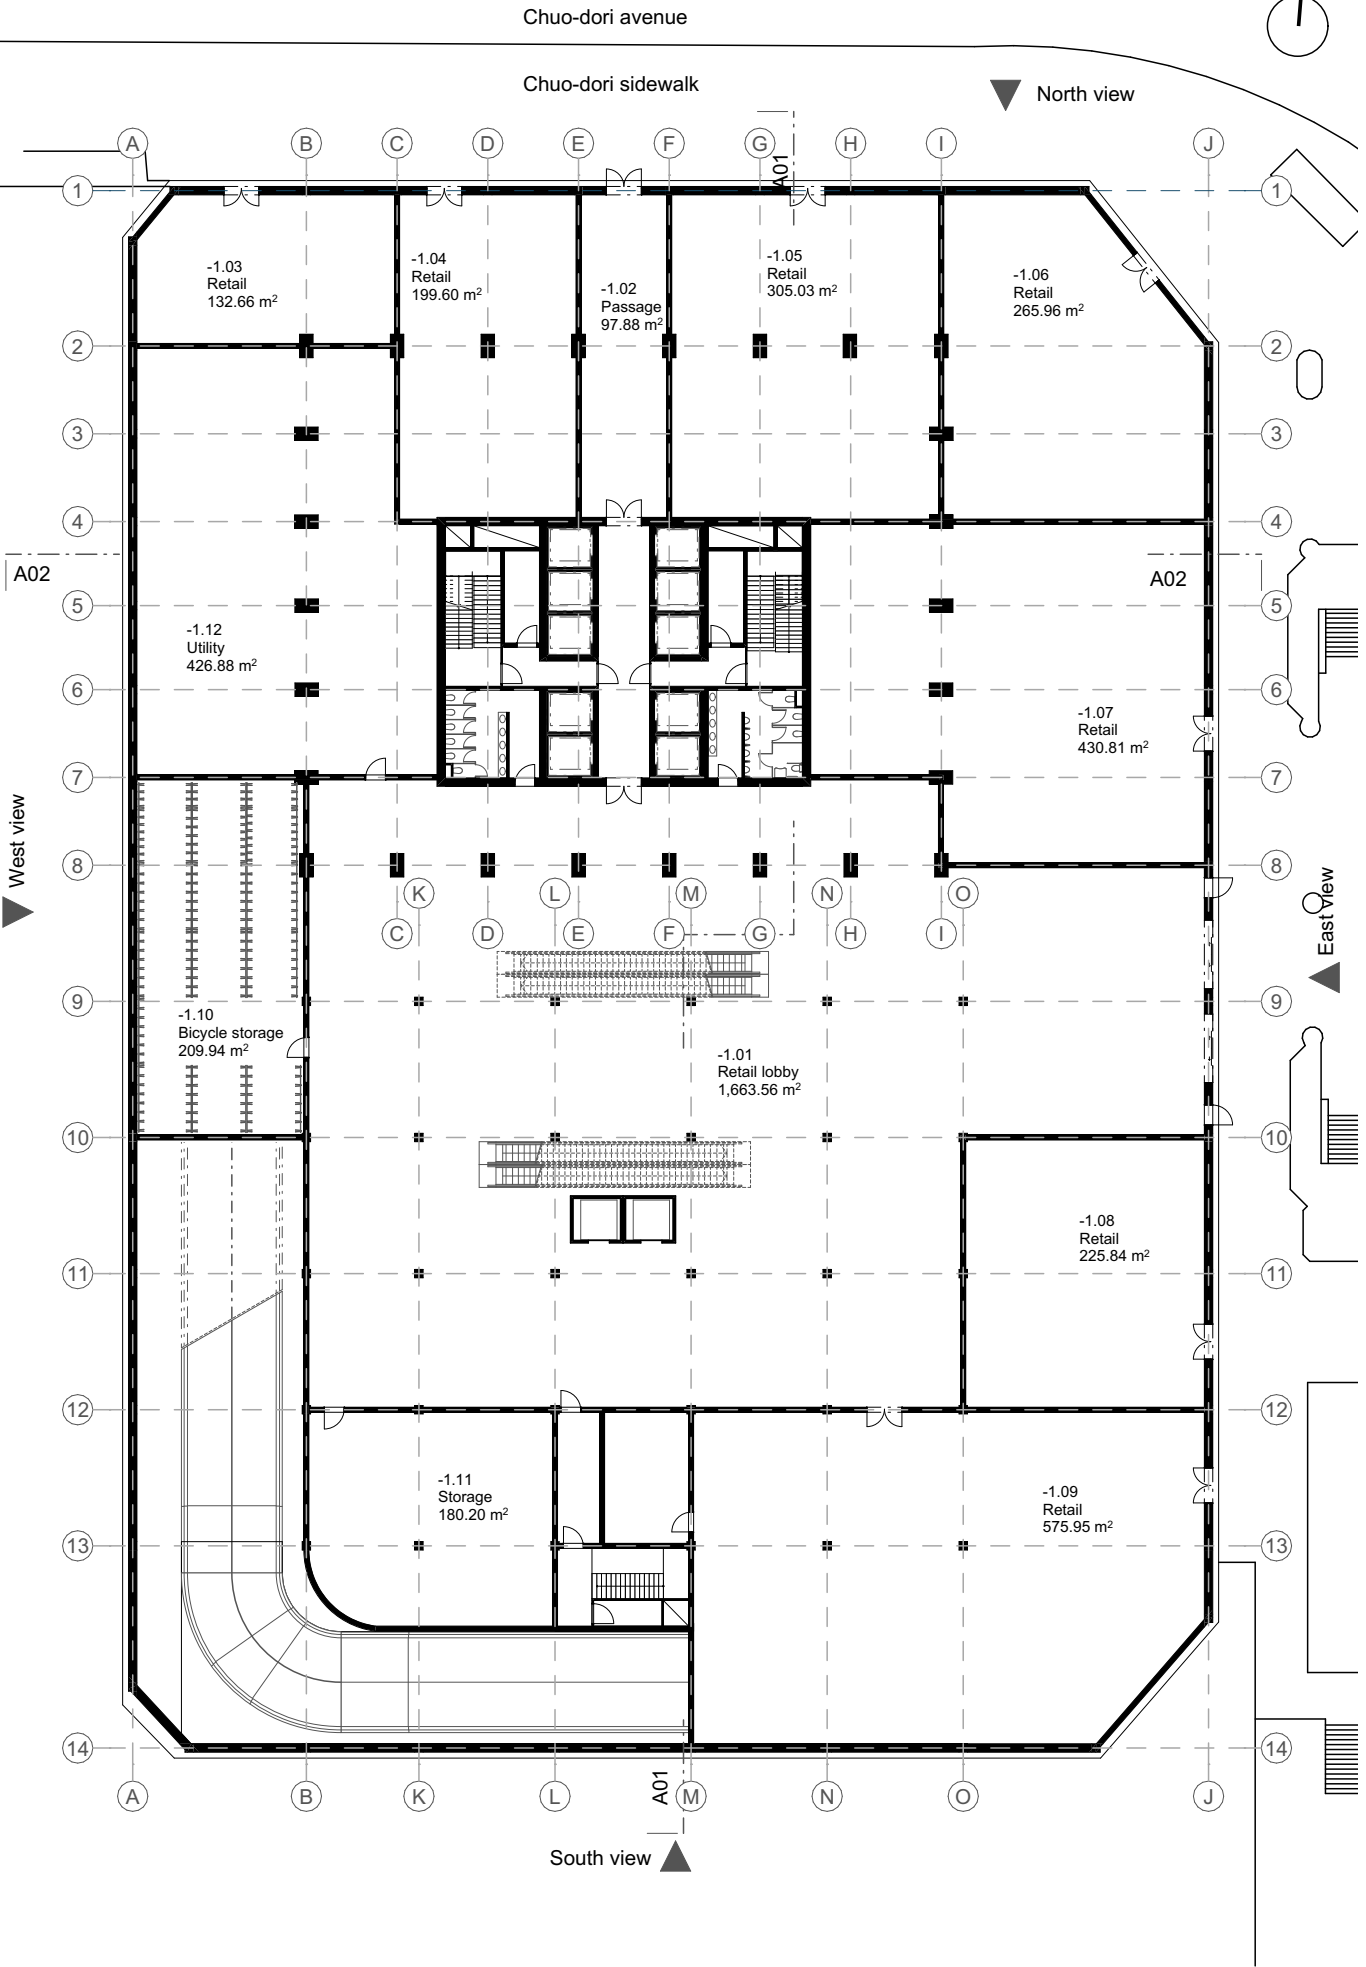 Chuo-dori avenue
Chuo-dori sidewalk
North view
A B C D E F G H I J
A01
1 1
-1.03
Retail
132.66 m²
-1.04
Retail
199.60 m²
-1.02
Passage
97.88 m²
-1.05
Retail
305.03 m²
-1.06
Retail
265.96 m²
2 2
3 3
4 4
A02 A02
5 5
-1.12
Utility
426.88 m²
6 6
-1.07
Retail
430.81 m²
7 7
West view
8 8
K L M N O
C D E F G H I
East view
9 9
-1.10
Bicycle storage
209.94 m²
-1.01
Retail lobby
1,663.56 m²
10 10
-1.08
Retail
225.84 m²
11 11
12 12
-1.11
Storage
180.20 m²
-1.09
Retail
575.95 m²
13 13
14 14
A01
A B K L M N O J
South view